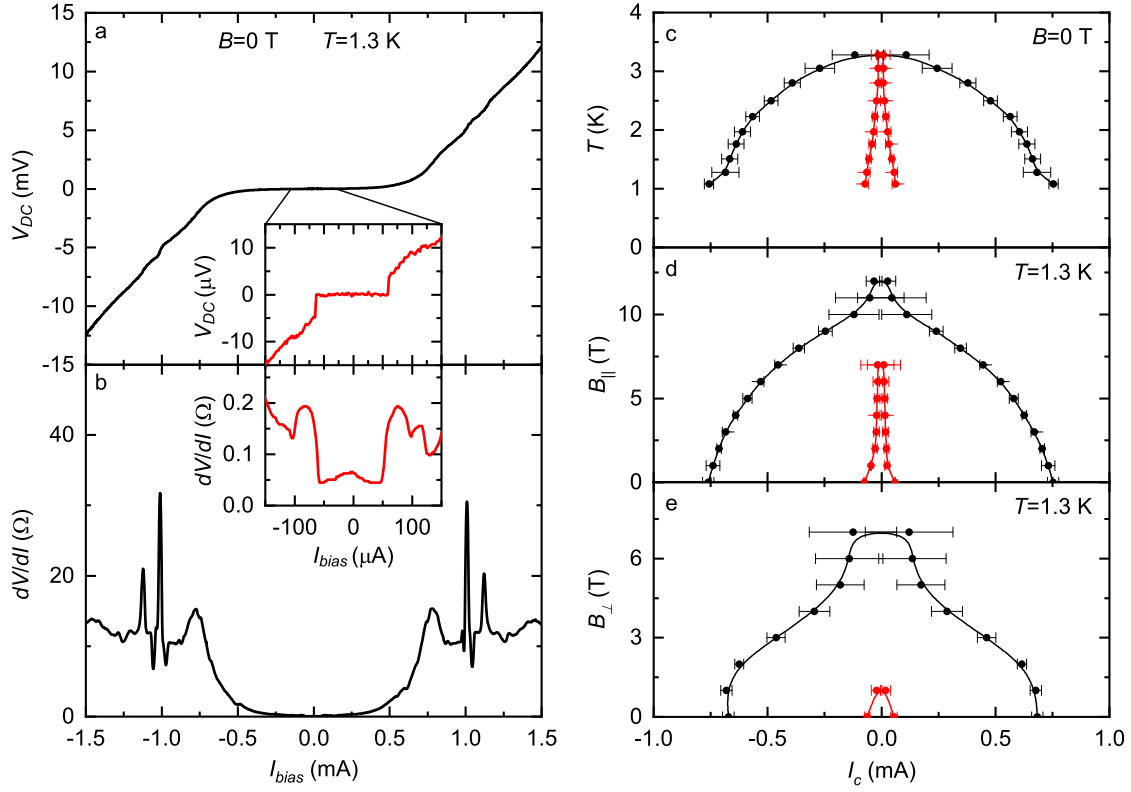 a
B=0 T
T=1.3 K
15
10
5
0
-5
-10
-15
V_DC (mV)
10
0
-10
V_DC (µV)
b
40
20
0
dV/dI (Ω)
0.2
0.1
0.0
dV/dI (Ω)
-100
0
100
I_bias (µA)
-1.5
-1.0
-0.5
0.0
0.5
1.0
1.5
I_bias (mA)
c
B=0 T
4
3
2
1
T (K)
d
T=1.3 K
10
5
0
B_|| (T)
e
T=1.3 K
6
3
0
B_⊥ (T)
-1.0
-0.5
0.0
0.5
1.0
I_c (mA)